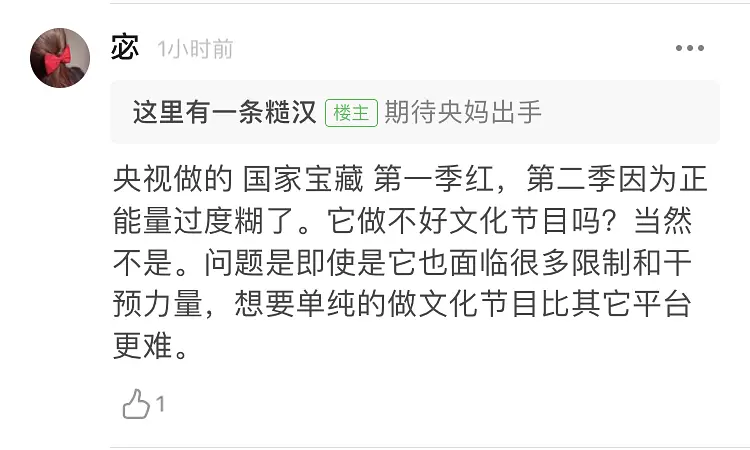 宓 1小时前
这里有一条糙汉 楼主 期待央妈出手
央视做的 国家宝藏 第一季红，第二季因为正
能量过度糊了。它做不好文化节目吗？当然
不是。问题是即使是它也面临很多限制和干
预力量，想要单纯的做文化节目比其它平台
更难。
1